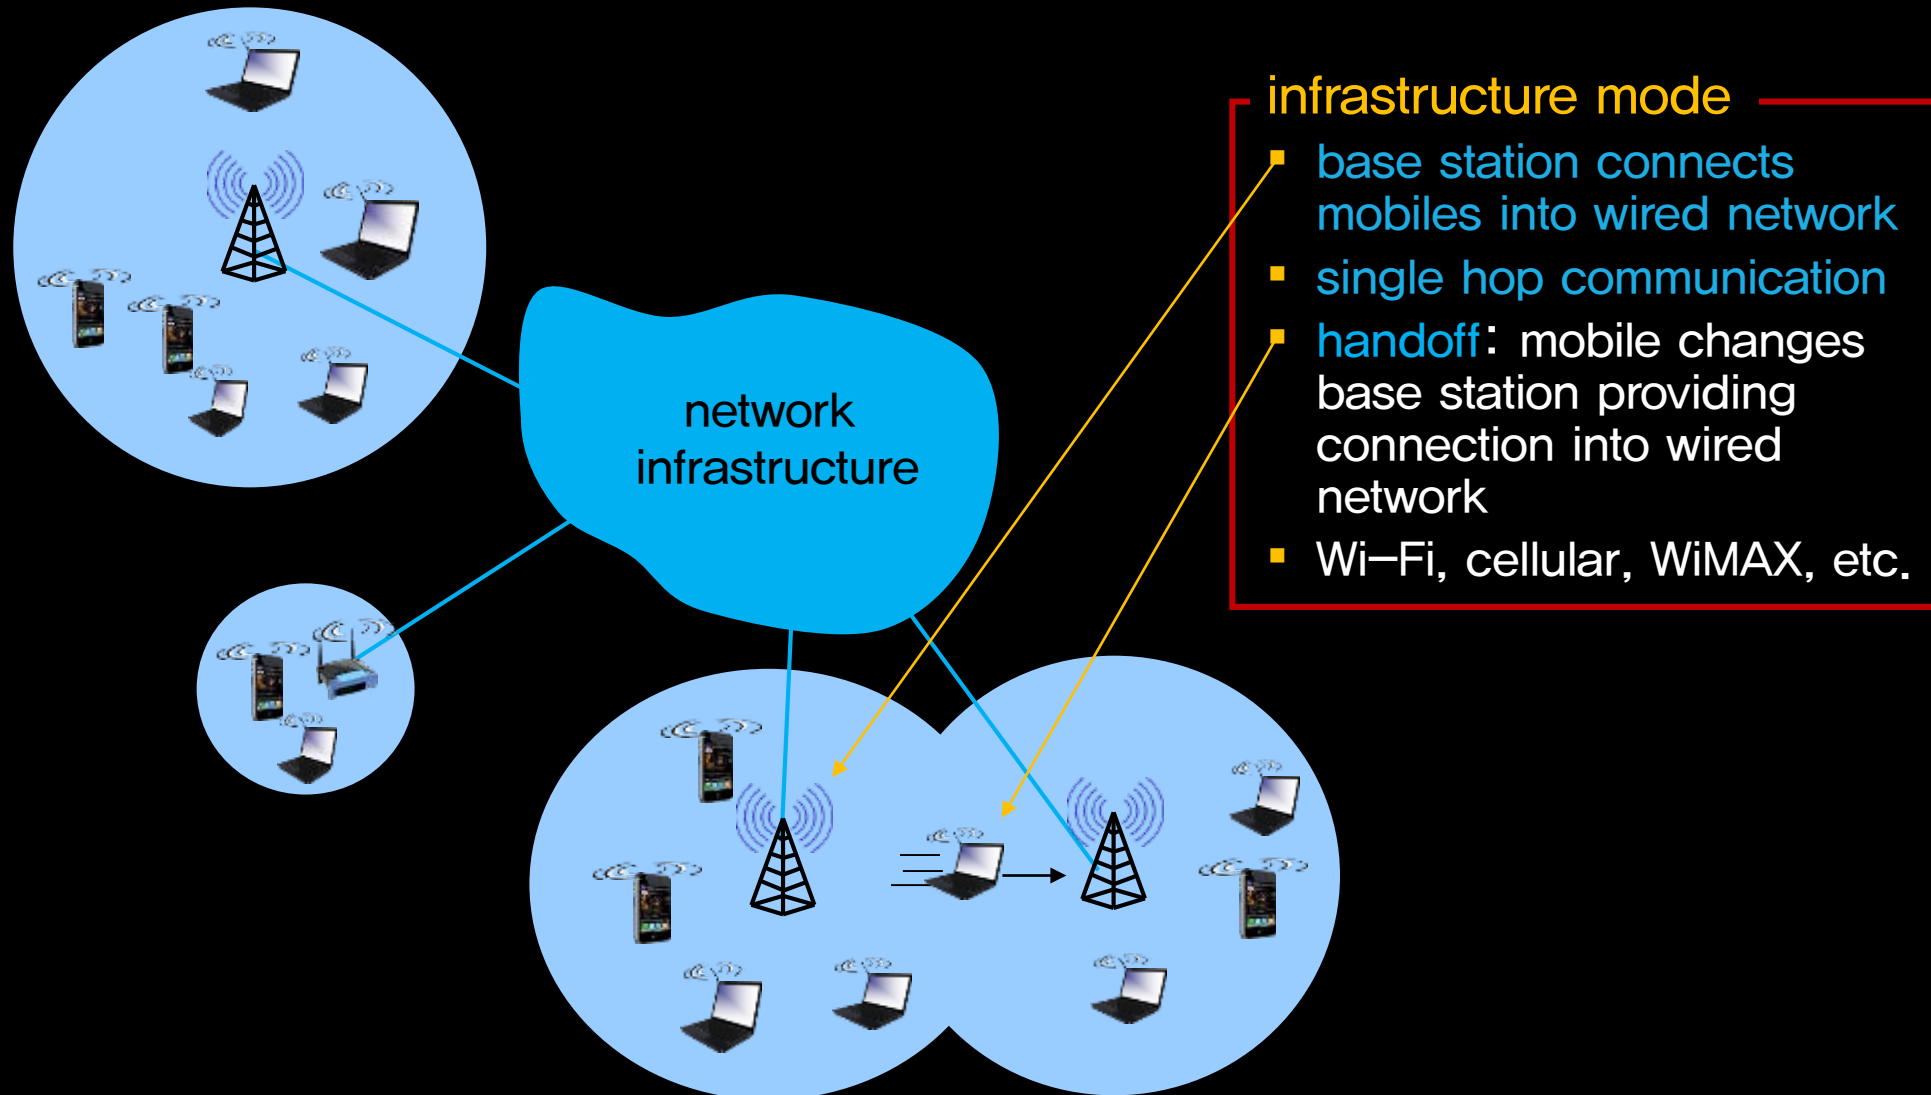 infrastructure mode
▪ base station connects
mobiles into wired network
▪ single hop communication
▪ handoff: mobile changes
base station providing
connection into wired
network
▪ Wi-Fi, cellular, WiMAX, etc.
network
infrastructure